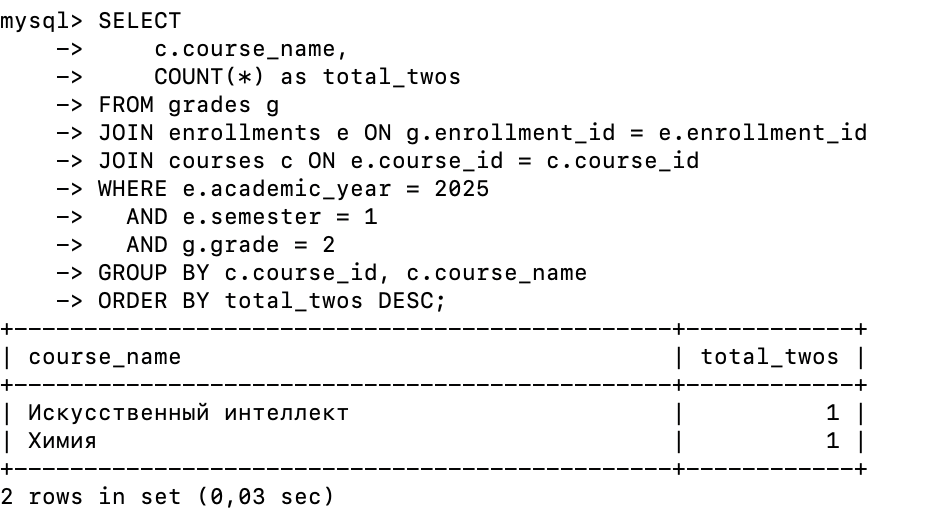 mysql> SELECT
    ->     c.course_name,
    ->     COUNT(*) as total_twos
    -> FROM grades g
    -> JOIN enrollments e ON g.enrollment_id = e.enrollment_id
    -> JOIN courses c ON e.course_id = c.course_id
    -> WHERE e.academic_year = 2025
    ->   AND e.semester = 1
    ->   AND g.grade = 2
    -> GROUP BY c.course_id, c.course_name
    -> ORDER BY total_twos DESC;
+-----------------------------------------------+------------+
| course_name                                   | total_twos |
+-----------------------------------------------+------------+
| Искусственный интеллект                       |          1 |
| Химия                                         |          1 |
+-----------------------------------------------+------------+
2 rows in set (0,03 sec)